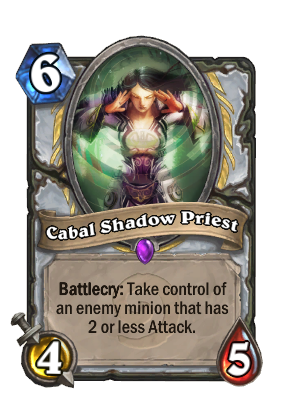 6
Cabal Shadow Priest
Battlecry: Take control of
an enemy minion that has
2 or less Attack.
4
5